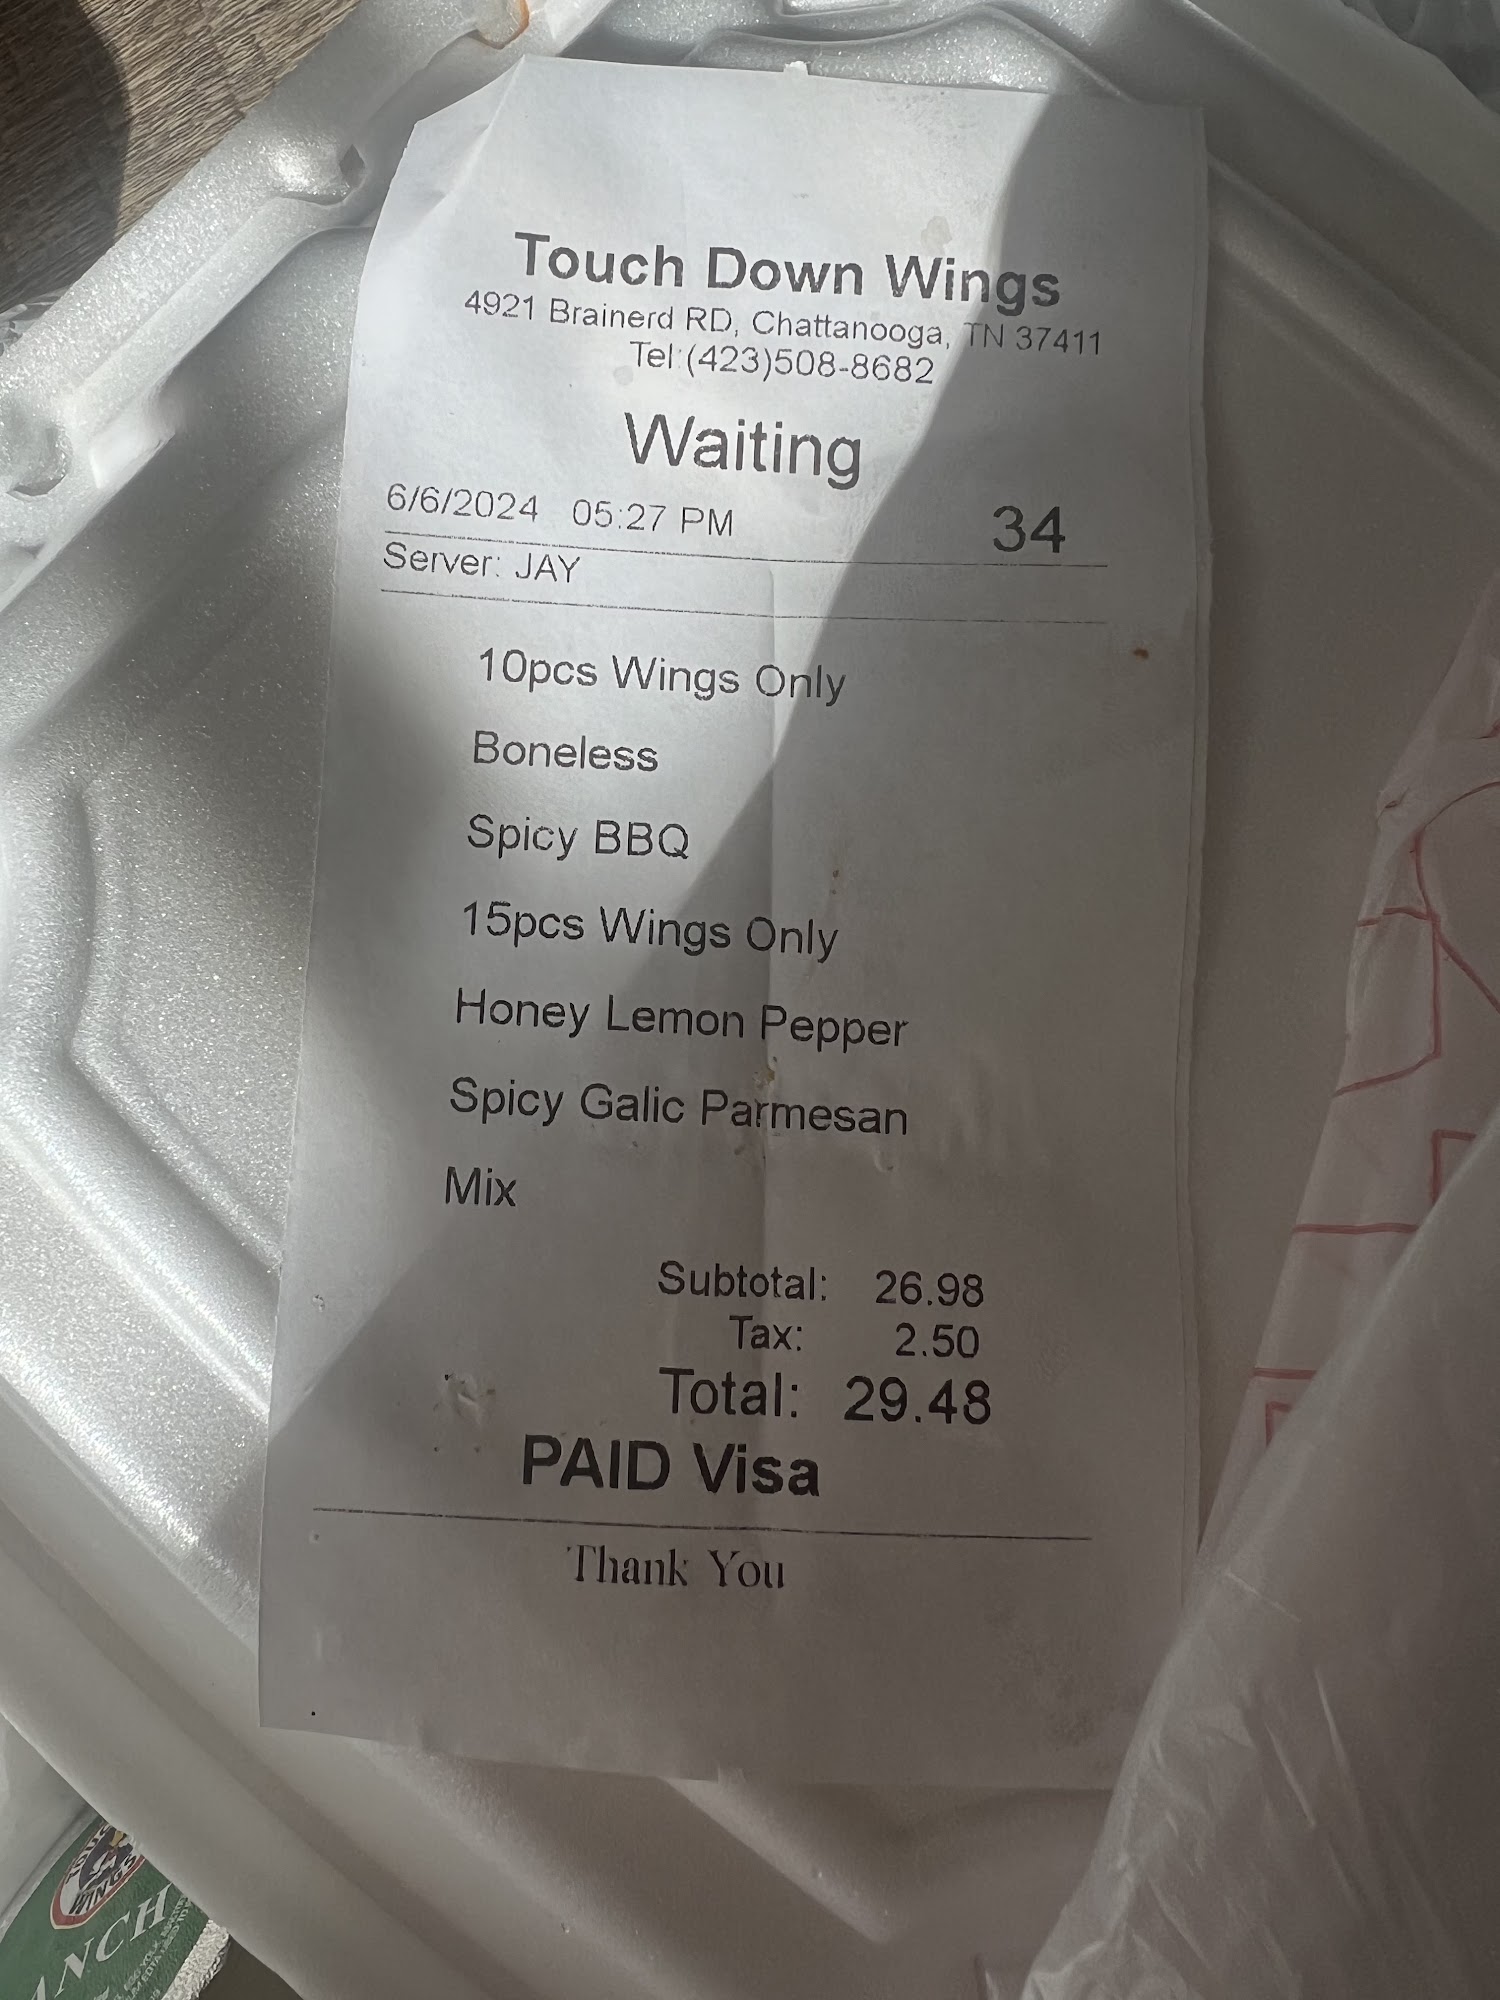 Touch Down Wings
4921 Brainerd RD, Chattanooga, TN 37411
Tel:(423)508-8682
Waiting
6/6/2024 05:27 PM 34
Server: JAY
10pcs Wings Only
Boneless
Spicy BBQ
15pcs Wings Only
Honey Lemon Pepper
Spicy Galic Parmesan
Mix
Subtotal: 26.98
Tax: 2.50
Total: 29.48
PAID Visa
Thank You
WINGS